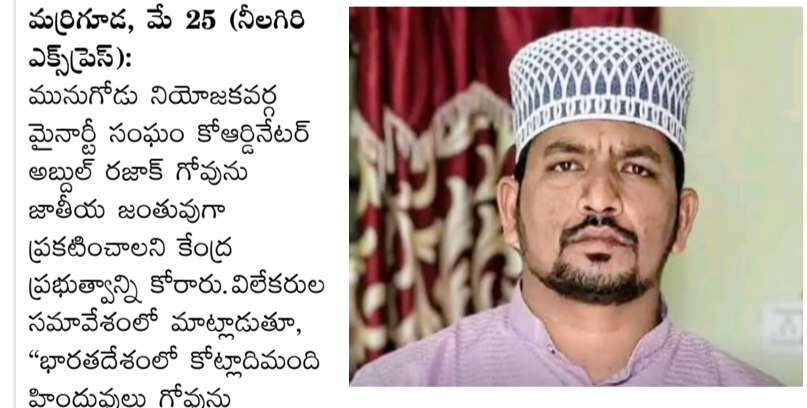 మర్రిగూడ, మే 25 (నీలగిరి
ఎక్స్‌ప్రెస్):
మునుగోడు నియోజకవర్గ
మైనార్టీ సంఘం కోఆర్డినేటర్
అబ్దుల్ రజాక్ గోవును
జాతీయ జంతువుగా
ప్రకటించాలని కేంద్ర
ప్రభుత్వాన్ని కోరారు.విలేకరుల
సమావేశంలో మాట్లాడుతూ,
“భారతదేశంలో కోట్లాదిమంది
హిందువులు గోవును